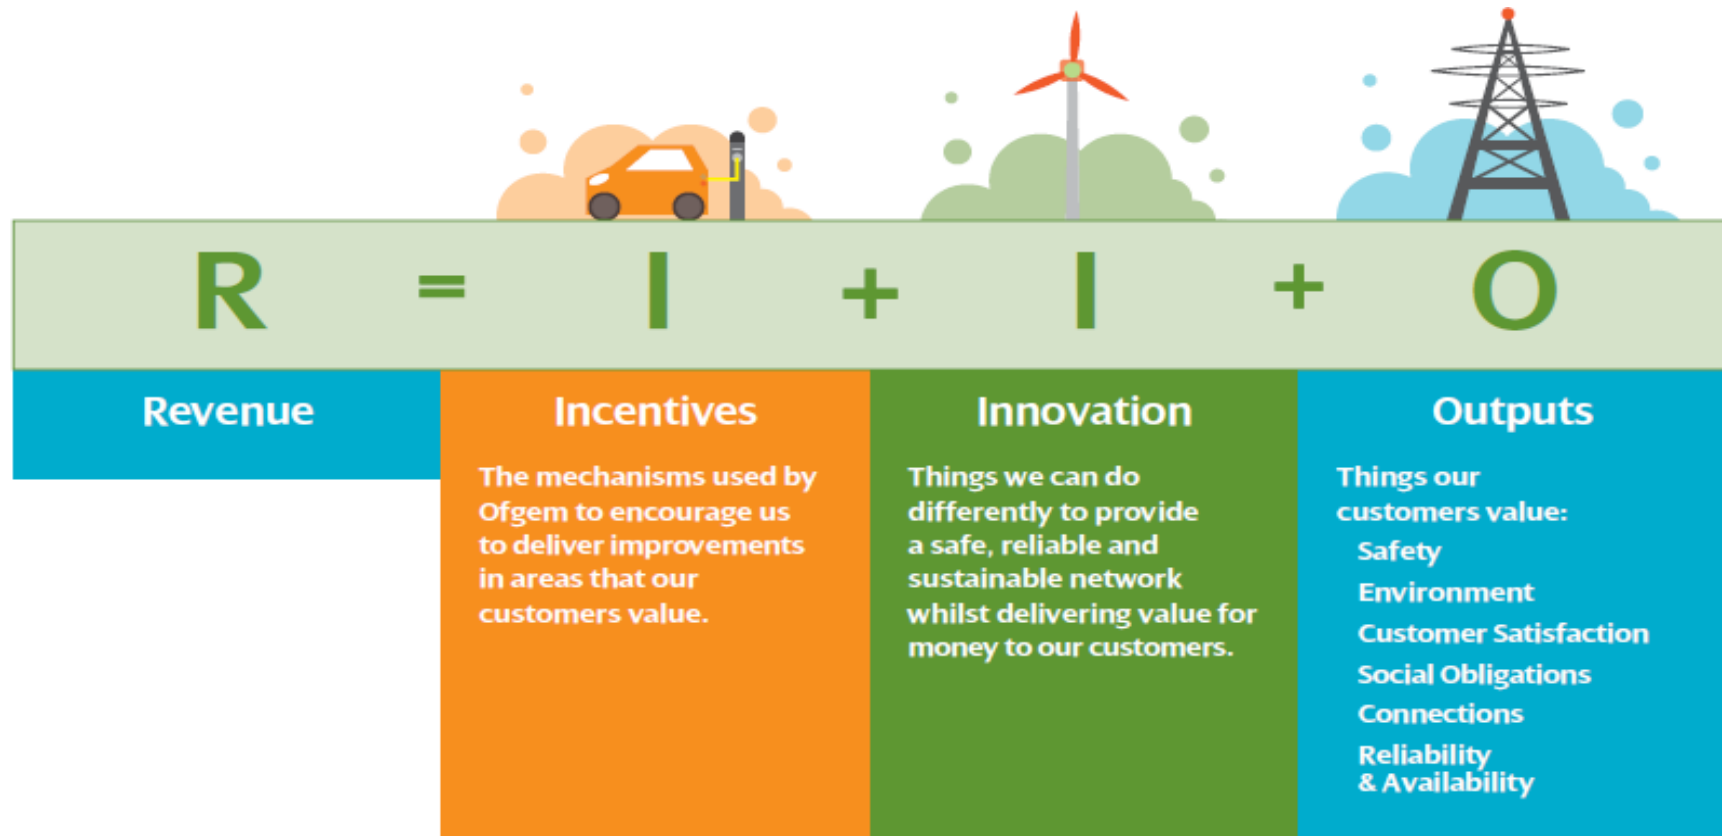 R = I + I + O
Revenue
Incentives
The mechanisms used by
Ofgem to encourage us
to deliver improvements
in areas that our
customers value.
Innovation
Things we can do
differently to provide
a safe, reliable and
sustainable network
whilst delivering value for
money to our customers.
Outputs
Things our
customers value:
Safety
Environment
Customer Satisfaction
Social Obligations
Connections
Reliability
& Availability